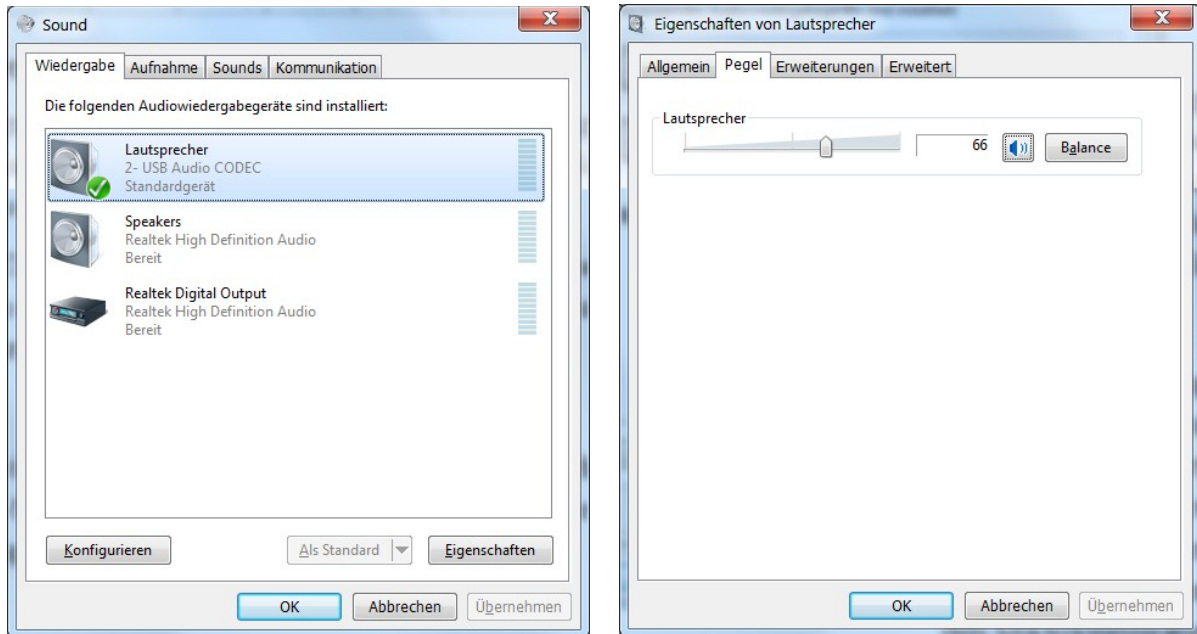 Sound
Wiedergabe Aufnahme Sounds Kommunikation
Die folgenden Audiowiedergabegeräte sind installiert:
Lautsprecher
2- USB Audio CODEC
Standardgerät
Speakers
Realtek High Definition Audio
Bereit
Realtek Digital Output
Realtek High Definition Audio
Bereit
Konfigurieren Als Standard Eigenschaften
OK Abbrechen Übernehmen
Eigenschaften von Lautsprecher
Allgemein Pegel Erweiterungen Erweitert
Lautsprecher
66 Balance
OK Abbrechen Übernehmen